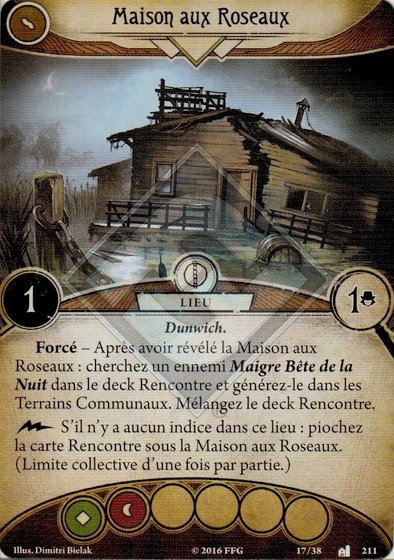 Maison aux Roseaux
1
1
LIEU
Dunwich.
Forcé – Après avoir révélé la Maison aux
Roseaux : cherchez un ennemi Maigre Bête de la
Nuit dans le deck Rencontre et générez-le dans les
Terrains Communaux. Mélangez le deck Rencontre.
S'il n'y a aucun indice dans ce lieu : piochez
la carte Rencontre sous la Maison aux Roseaux.
(Limite collective d'une fois par partie.)
Illus. Dimitri Bielak © 2016 FFG 17/38 211